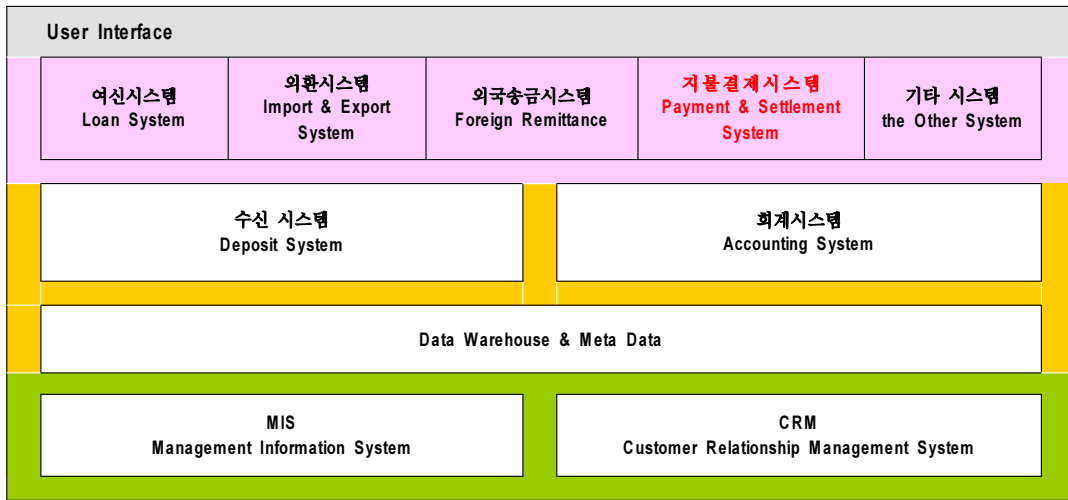 User Interface
여신시스템
Loan System
외환시스템
Import & Export
System
외국송금시스템
Foreign Remittance
지불결제시스템
Payment & Settlement
System
기타 시스템
the Other System
수신 시스템
Deposit System
회계시스템
Accounting System
Data Warehouse & Meta Data
MIS
Management Information System
CRM
Customer Relationship Management System